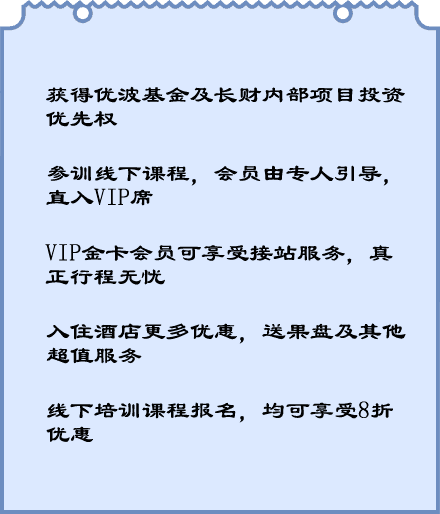 获得优波基金及长财内部项目投资
优先权
参训线下课程，会员由专人引导，
直入VIP席
VIP金卡会员可享受接站服务，真
正行程无忧
入住酒店更多优惠，送果盘及其他
超值服务
线下培训课程报名，均可享受8折
优惠